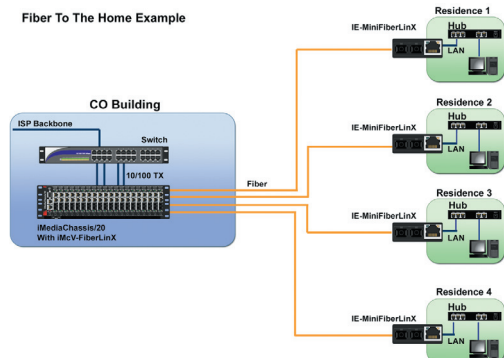 Fiber To The Home Example
CO Building
ISP Backbone
Switch
10/100 TX
iMediaChassis/20
With iMcV-FiberLinX
Fiber
Residence 1
IE-MiniFiberLinX
Hub
LAN
Residence 2
IE-MiniFiberLinX
Hub
LAN
Residence 3
IE-MiniFiberLinX
Hub
LAN
Residence 4
IE-MiniFiberLinX
Hub
LAN